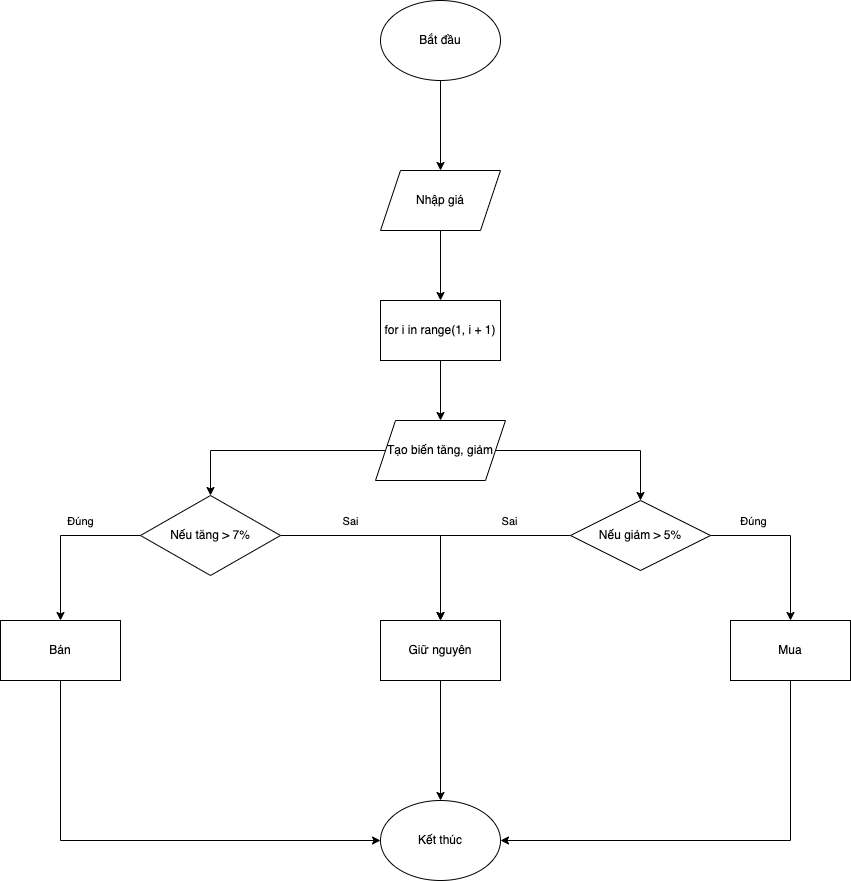 Bắt đầu
Nhập giá
for i in range(1, i + 1)
Tạo biến tăng, giảm
Đúng
Nếu tăng > 7%
Sai
Sai
Nếu giảm > 5%
Đúng
Bán
Giữ nguyên
Mua
Kết thúc